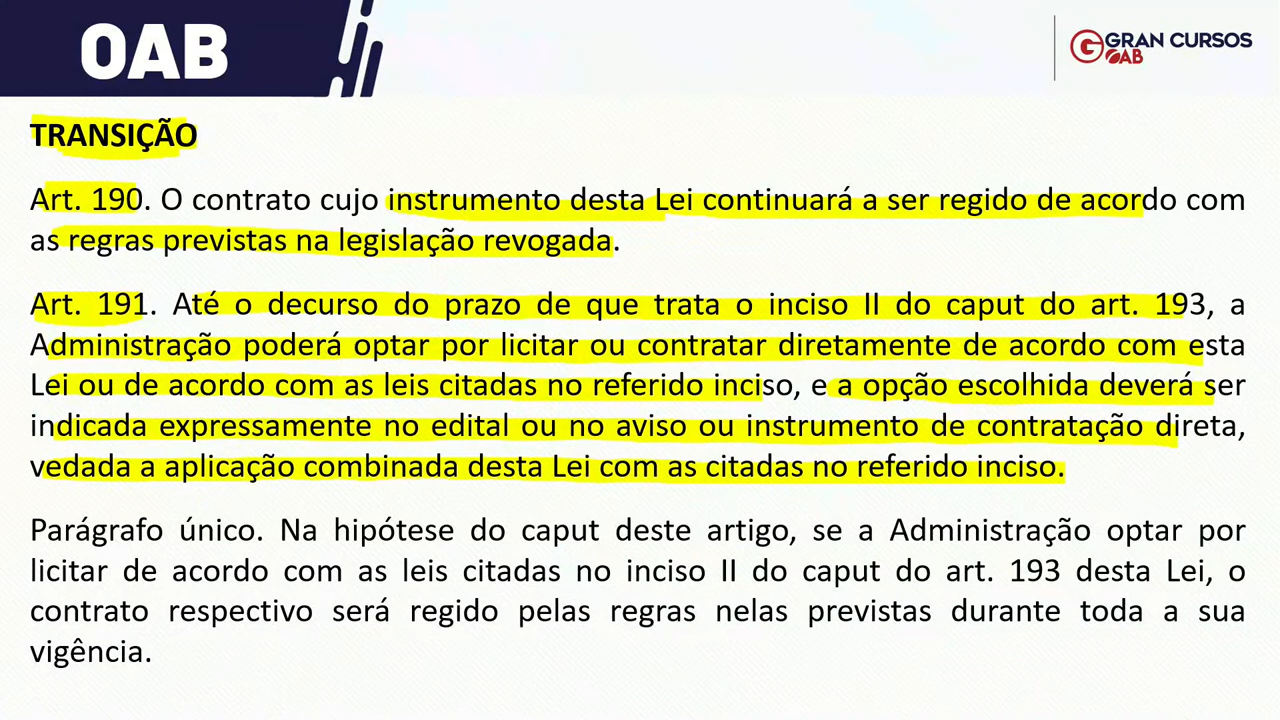 OAB
GRAN CURSOS
OAB
TRANSIÇÃO
Art. 190. O contrato cujo instrumento desta Lei continuará a ser regido de acordo com
as regras previstas na legislação revogada.
Art. 191. Até o decurso do prazo de que trata o inciso II do caput do art. 193, a
Administração poderá optar por licitar ou contratar diretamente de acordo com esta
Lei ou de acordo com as leis citadas no referido inciso, e a opção escolhida deverá ser
indicada expressamente no edital ou no aviso ou instrumento de contratação direta,
vedada a aplicação combinada desta Lei com as citadas no referido inciso.
Parágrafo único. Na hipótese do caput deste artigo, se a Administração optar por
licitar de acordo com as leis citadas no inciso II do caput do art. 193 desta Lei, o
contrato respectivo será regido pelas regras nelas previstas durante toda a sua
vigência.